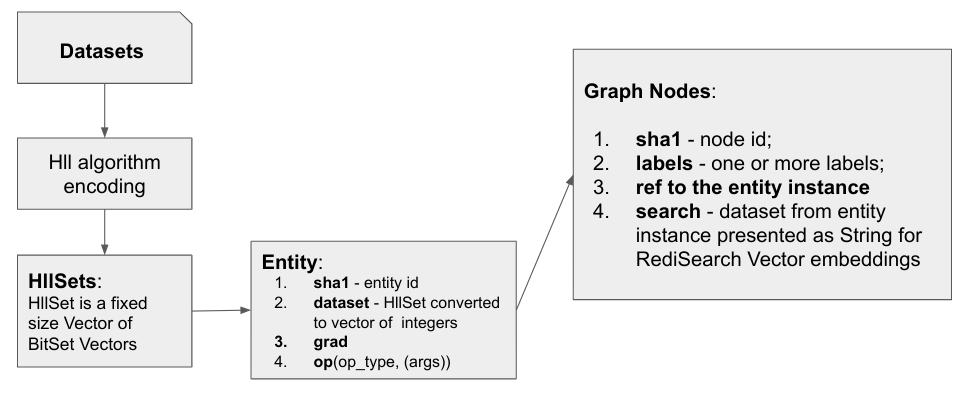 Datasets
Hll algorithm
encoding
HllSets:
HllSet is a fixed
size Vector of
BitSet Vectors
Entity:
1. sha1 - entity id
2. dataset - HllSet converted
to vector of integers
3. grad
4. op(op_type, (args))
Graph Nodes:
1. sha1 - node id;
2. labels - one or more labels;
3. ref to the entity instance
4. search - dataset from entity
instance presented as String for
RediSearch Vector embeddings